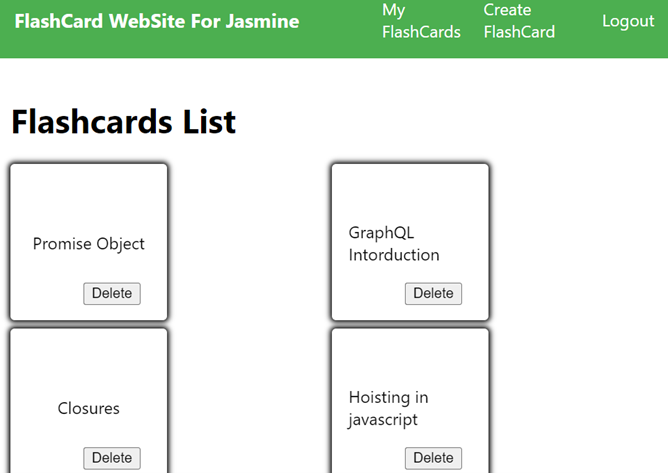 FlashCard WebSite For Jasmine
My
FlashCards
Create
FlashCard
Logout
Flashcards List
Promise Object
Delete
GraphQL
Intorduction
Delete
Closures
Delete
Hoisting in
javascript
Delete